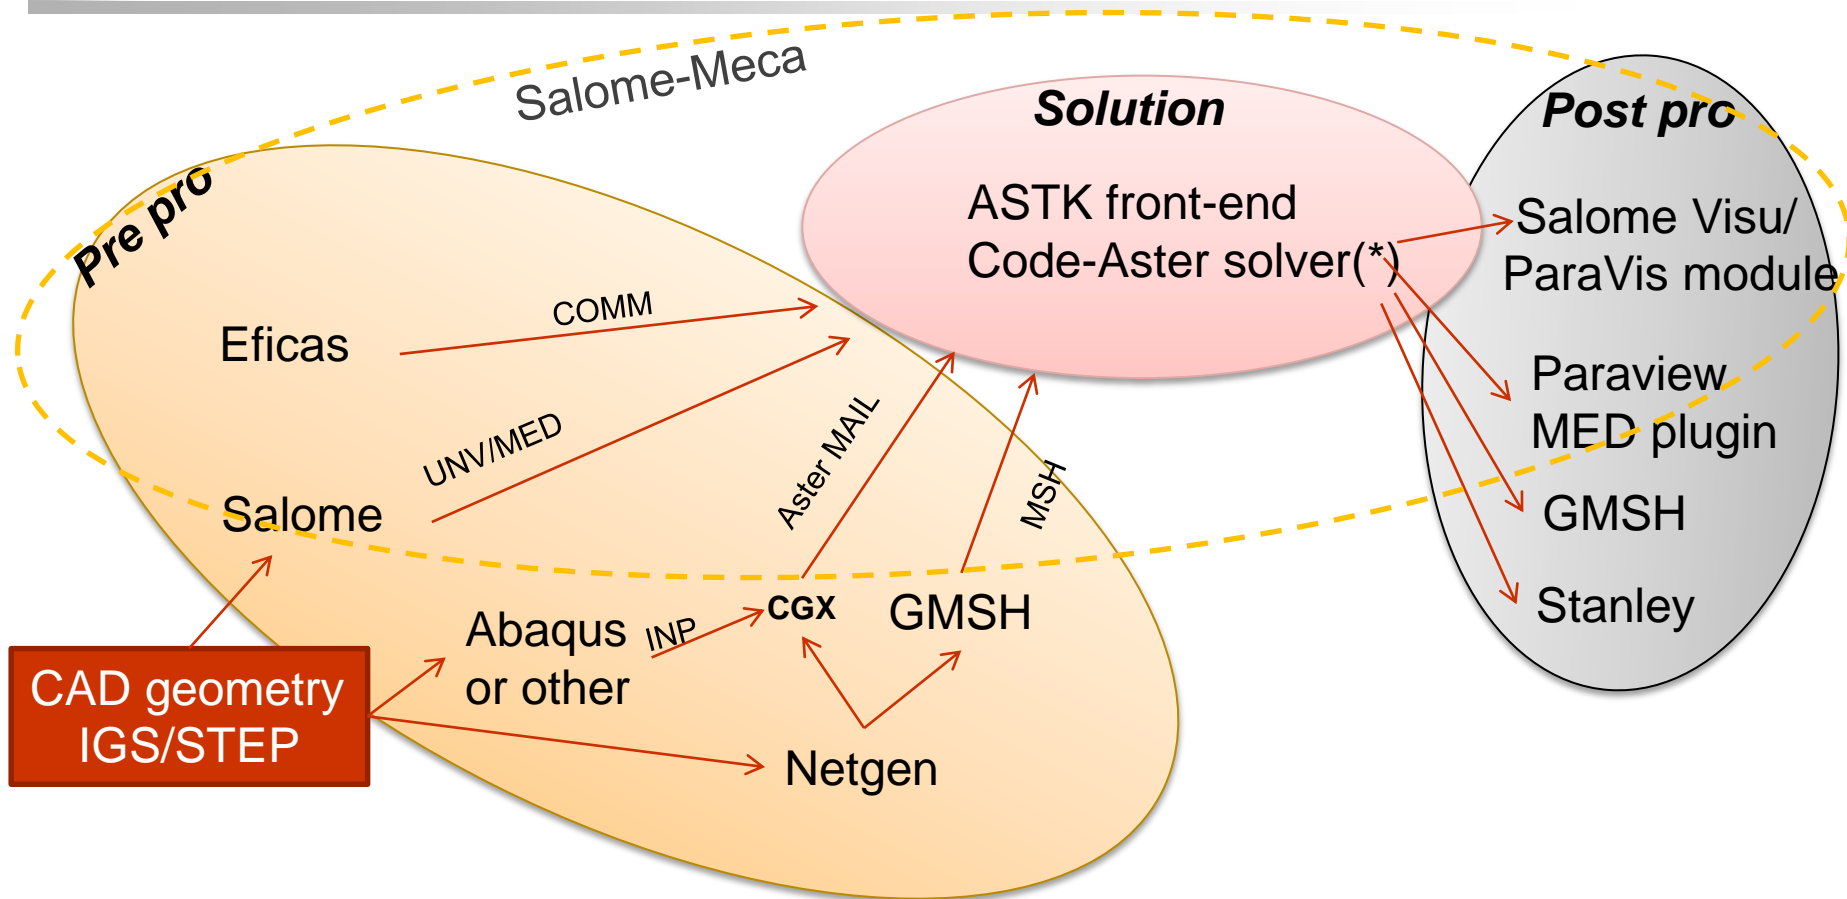 Salome-Meca
Pre pro
Solution
Post pro
ASTK front-end
Code-Aster solver(*)
Salome Visu/
ParaVis module
Eficas
COMM
Paraview
MED plugin
UNV/MED
Aster MAIL
MSH
Salome
GMSH
Abaqus
or other
INP
CGX
GMSH
Stanley
CAD geometry
IGS/STEP
Netgen